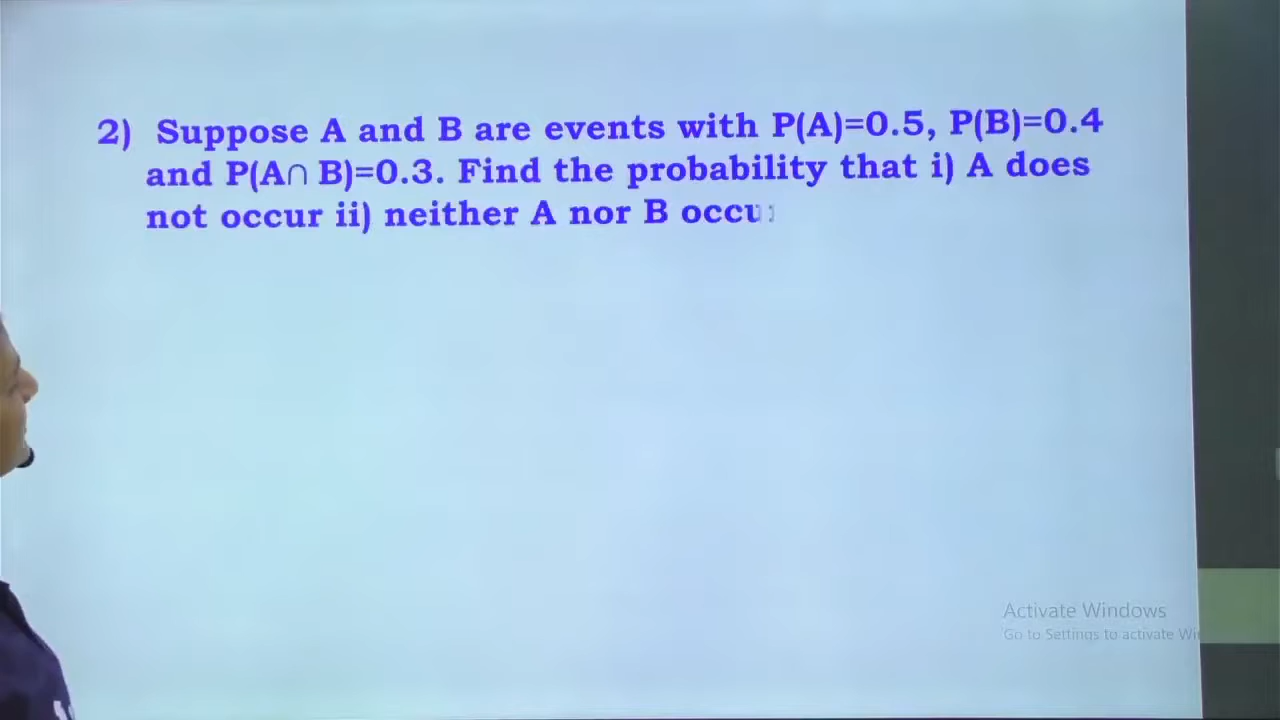 2) Suppose A and B are events with P(A)=0.5, P(B)=0.4
and P(A∩ B)=0.3. Find the probability that i) A does
not occur ii) neither A nor B
Activate Windows
Go to Settings to activate